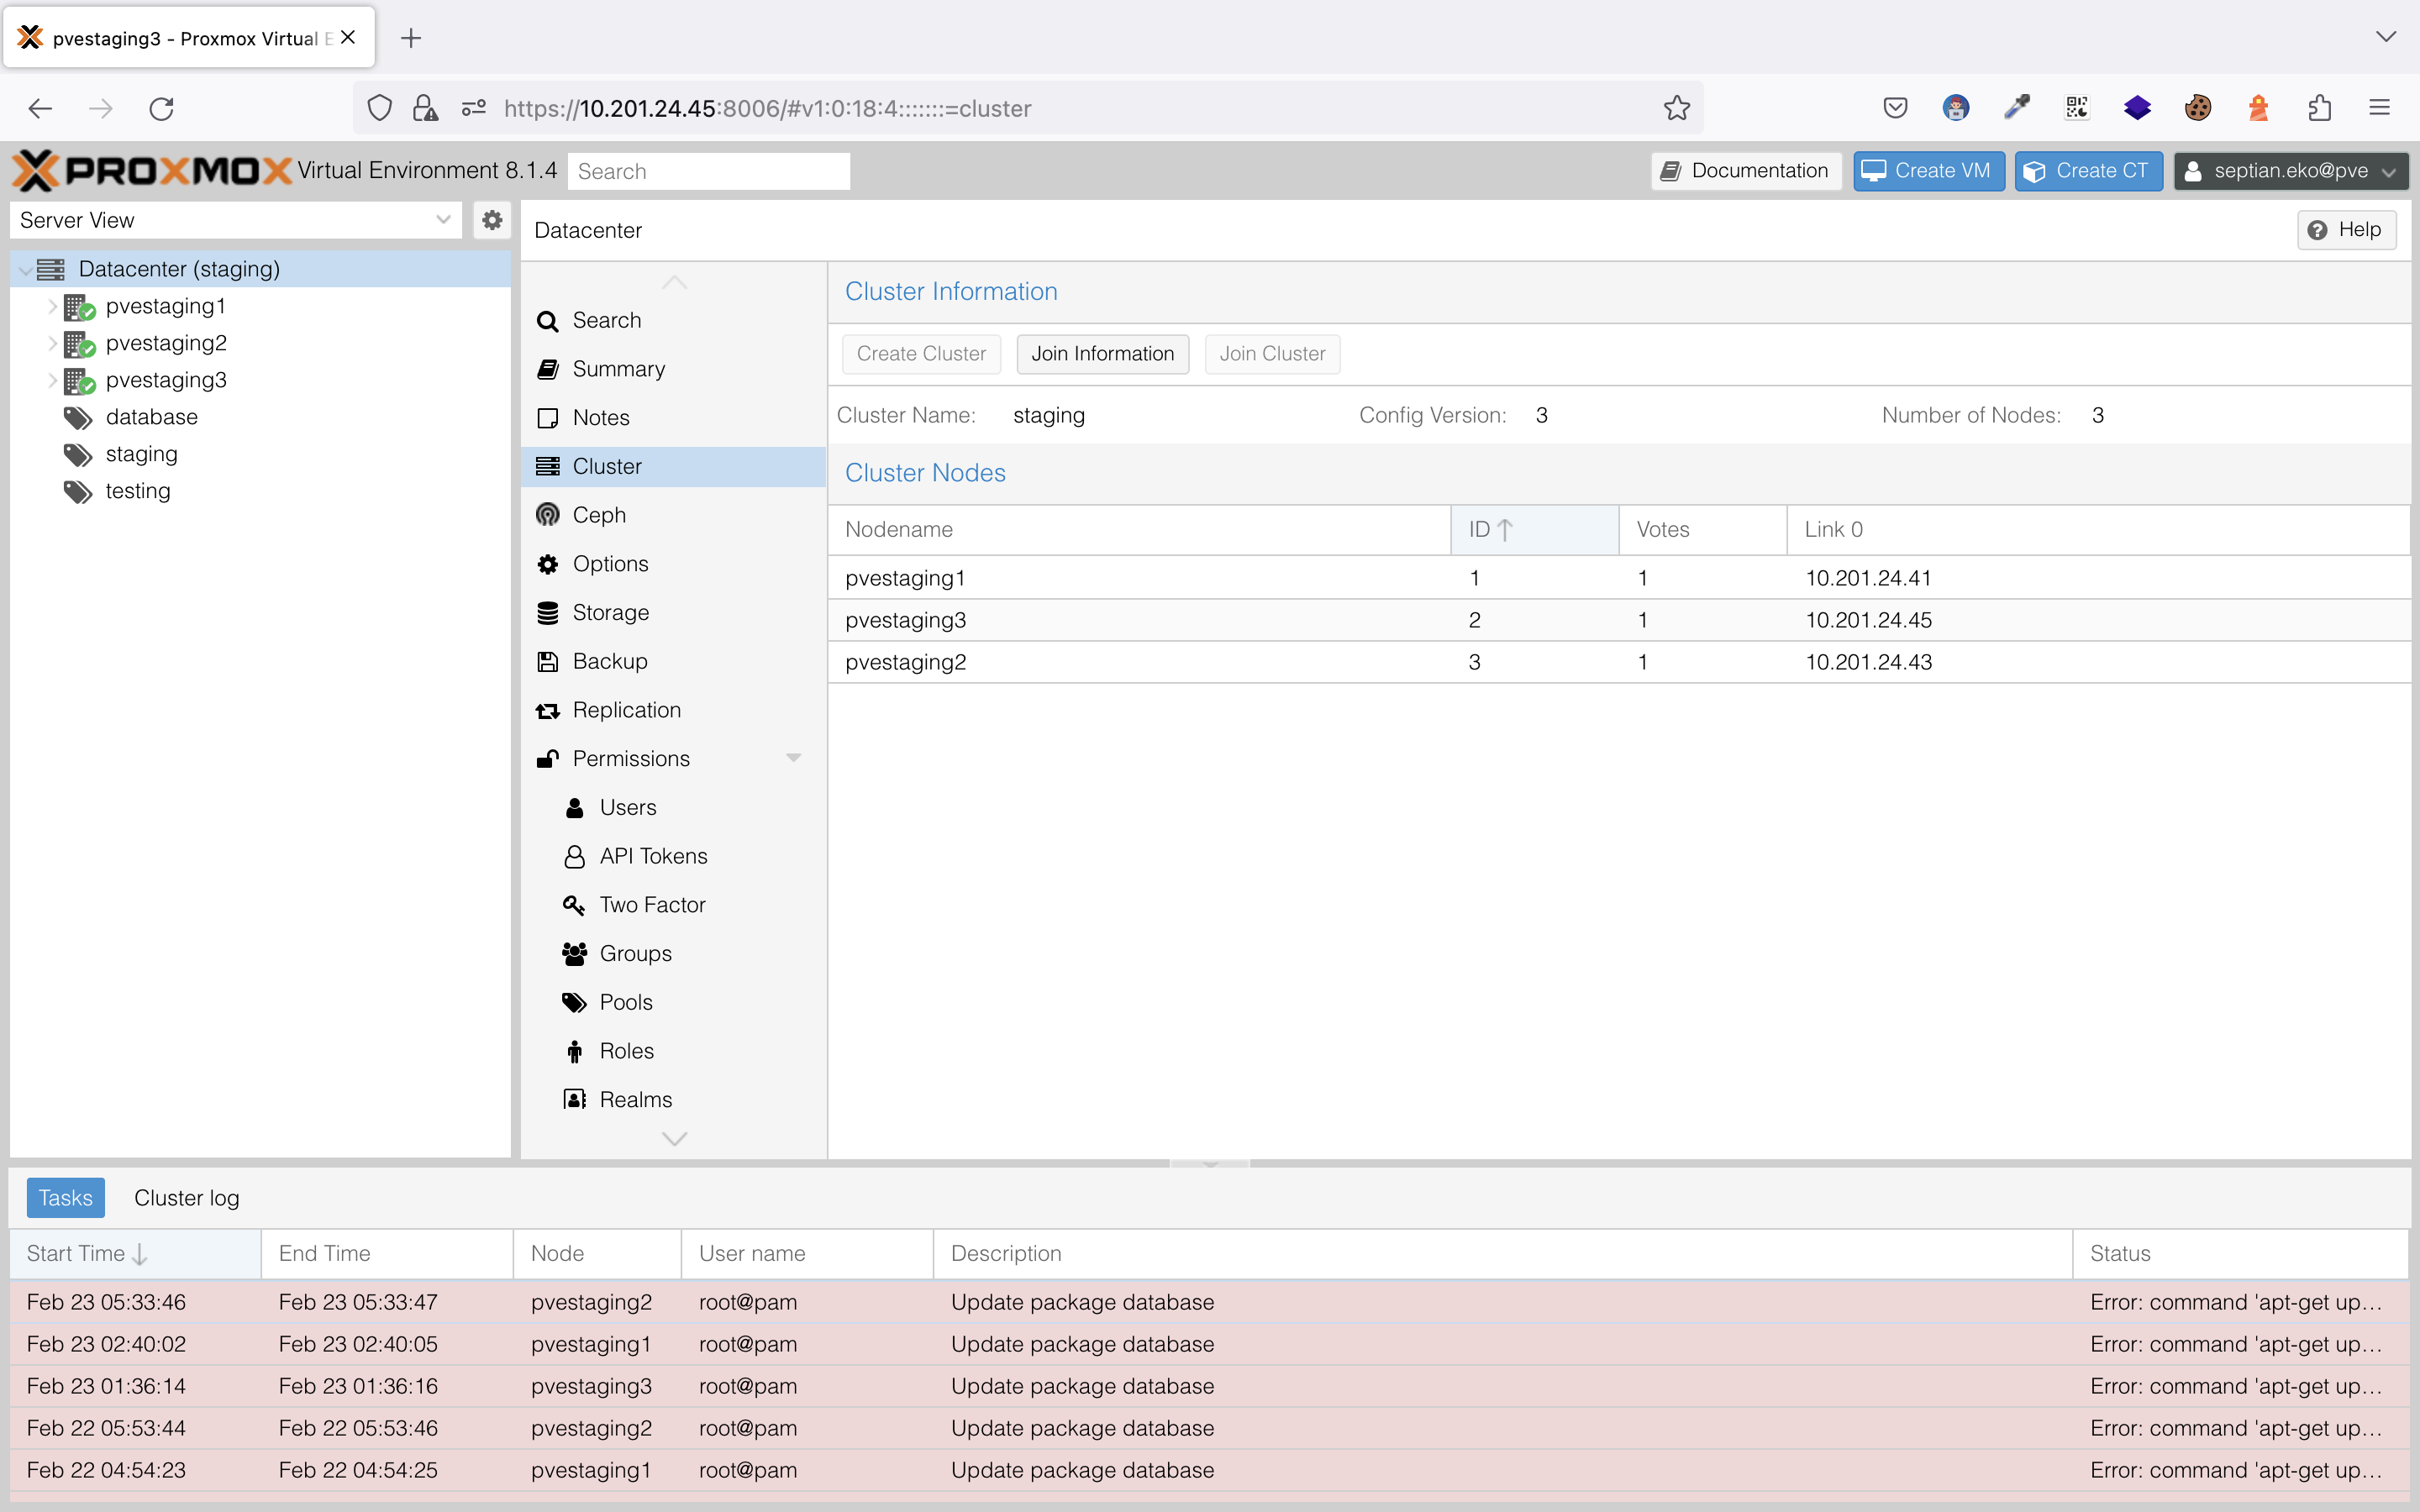 pvestaging3 - Proxmox Virtual E
https://10.201.24.45:8006/#v1:0:18:4:::::::=cluster
PROXMOX Virtual Environment 8.1.4 Search Documentation Create VM Create CT septian.eko@pve
Server View
Datacenter (staging)
pvestaging1
pvestaging2
pvestaging3
database
staging
testing
Datacenter Help
Search
Summary
Notes
Cluster
Ceph
Options
Storage
Backup
Replication
Permissions
Users
API Tokens
Two Factor
Groups
Pools
Roles
Realms
Cluster Information
Create Cluster Join Information Join Cluster
Cluster Name: staging Config Version: 3 Number of Nodes: 3
Cluster Nodes
Nodename ID Votes Link 0
pvestaging1 1 1 10.201.24.41
pvestaging3 2 1 10.201.24.45
pvestaging2 3 1 10.201.24.43
Tasks Cluster log
Start Time End Time Node User name Description Status
Feb 23 05:33:46 Feb 23 05:33:47 pvestaging2 root@pam Update package database Error: command 'apt-get up...
Feb 23 02:40:02 Feb 23 02:40:05 pvestaging1 root@pam Update package database Error: command 'apt-get up...
Feb 23 01:36:14 Feb 23 01:36:16 pvestaging3 root@pam Update package database Error: command 'apt-get up...
Feb 22 05:53:44 Feb 22 05:53:46 pvestaging2 root@pam Update package database Error: command 'apt-get up...
Feb 22 04:54:23 Feb 22 04:54:25 pvestaging1 root@pam Update package database Error: command 'apt-get up...